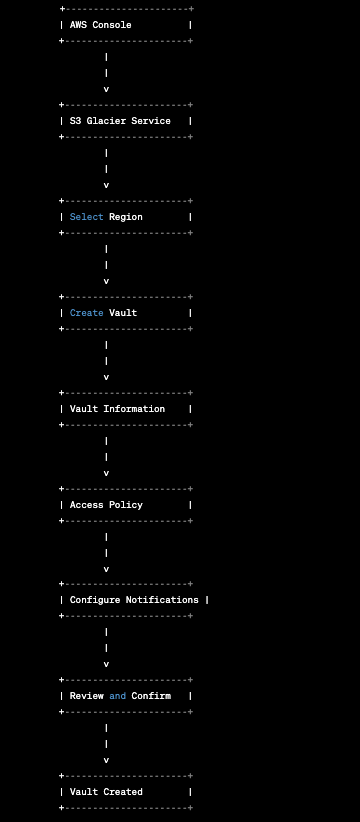 +----------------------+
| AWS Console          |
+---------------------+
|
|
v
+---------------------+
| S3 Glacier Service   |
+---------------------+
|
|
v
+---------------------+
| Select Region        |
+---------------------+
|
|
v
+---------------------+
| Create Vault         |
+---------------------+
|
|
v
+---------------------+
| Vault Information    |
+---------------------+
|
|
v
+---------------------+
| Access Policy        |
+---------------------+
|
|
v
+---------------------+
| Configure Notifications |
+---------------------+
|
|
v
+---------------------+
| Review and Confirm   |
+---------------------+
|
|
v
+---------------------+
| Vault Created        |
+---------------------+